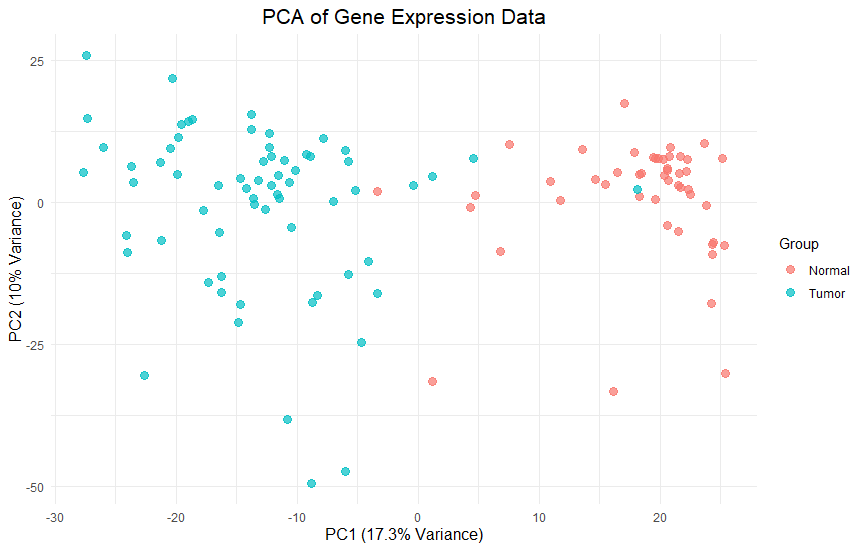 PCA of Gene Expression Data
PC2 (10% Variance)
25
0
-25
-50
-30
-20
-10
0
10
20
PC1 (17.3% Variance)
Group
Normal
Tumor